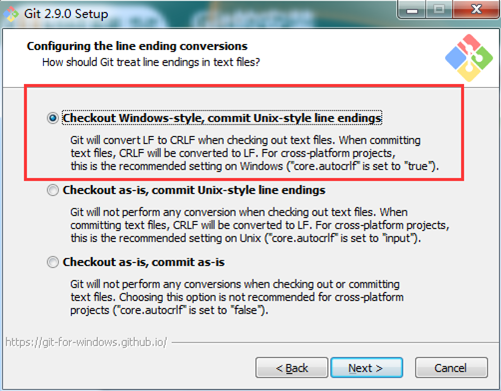 Git 2.9.0 Setup
Configuring the line ending conversions
How should Git treat line endings in text files?
Checkout Windows-style, commit Unix-style line endings
Git will convert LF to CRLF when checking out text files. When committing
text files, CRLF will be converted to LF. For cross-platform projects,
this is the recommended setting on Windows ("core.autocrlf" is set to "true").
Checkout as-is, commit Unix-style line endings
Git will not perform any conversion when checking out text files. When
committing text files, CRLF will be converted to LF. For cross-platform projects,
this is the recommended setting on Unix ("core.autocrlf" is set to "input").
Checkout as-is, commit as-is
Git will not perform any conversions when checking out or committing
text files. Choosing this option is not recommended for cross-platform
projects ("core.autocrlf" is set to "false").
https://git-for-windows.github.io/
< Back
Next >
Cancel